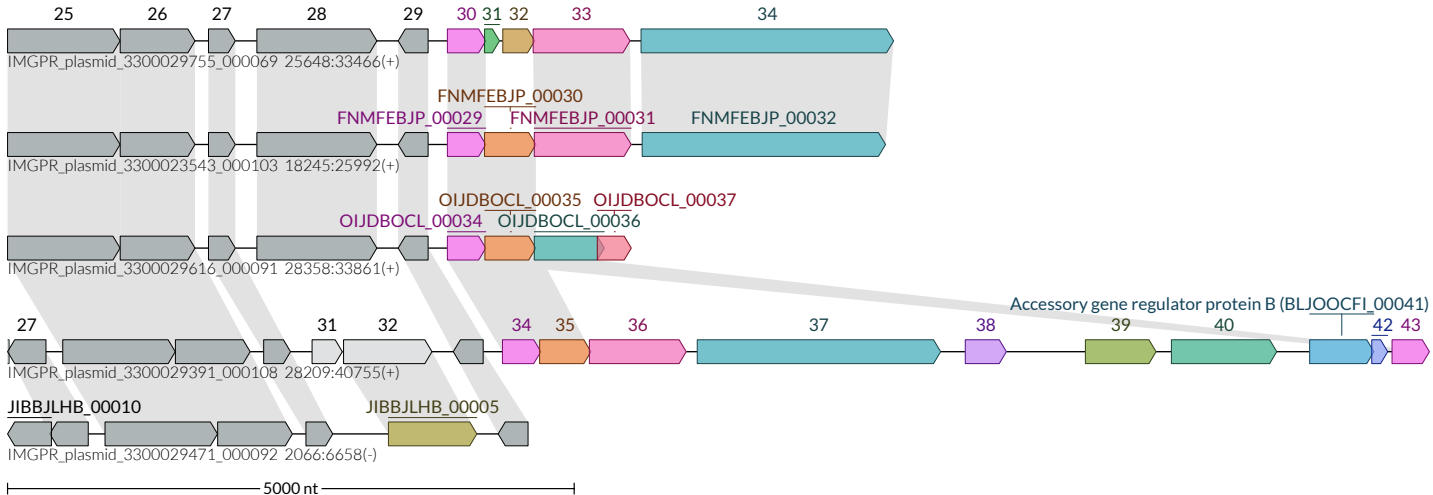 25 26 27 28 29 30 31 32 33 34
IMGPR_plasmid_3300029755_000069 25648:33466(+)
FNMFEBJP_00030
FNMFEBJP_00029 FNMFEBJP_00031 FNMFEBJP_00032
IMGPR_plasmid_3300023543_000103 18245:25992(+)
OIJDBOCL_00035 OIJDBOCL_00037
OIJDBOCL_00034 OIJDBOCL_00036
IMGPR_plasmid_3300029616_000091 28358:33861(+)
Accessory gene regulator protein B (BLJOOCFI_00041)
27 31 32 34 35 36 37 38 39 40 42 43
IMGPR_plasmid_3300029391_000108 28209:40755(+)
JIBBJLHB_00010 JIBBJLHB_00005
IMGPR_plasmid_3300029471_000092 2066:6658(-)
5000 nt